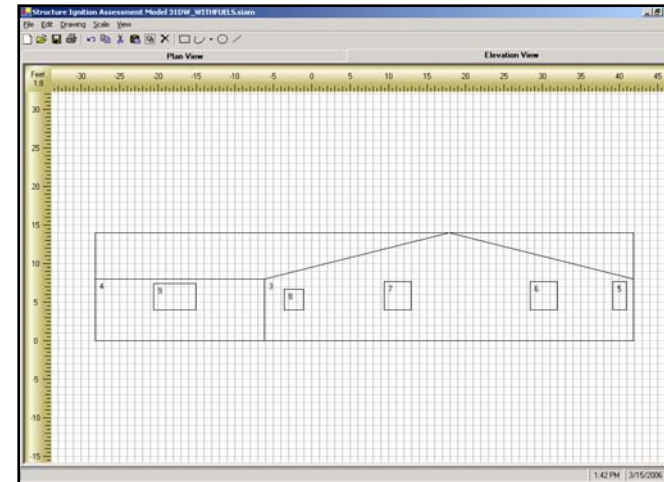 Structure Ignition Assessment Model 31DW_WITHFUELS.siam
File Edit Drawing Scale View
Plan View Elevation View
Feet
1:8
-30 -25 -20 -15 -10 -5 0 5 10 15 20 25 30 35 40 45
30
25
20
15
10
4 9 3 8 7 6 5
5
0
-5
-10
-15
1:42 PM 3/15/2006